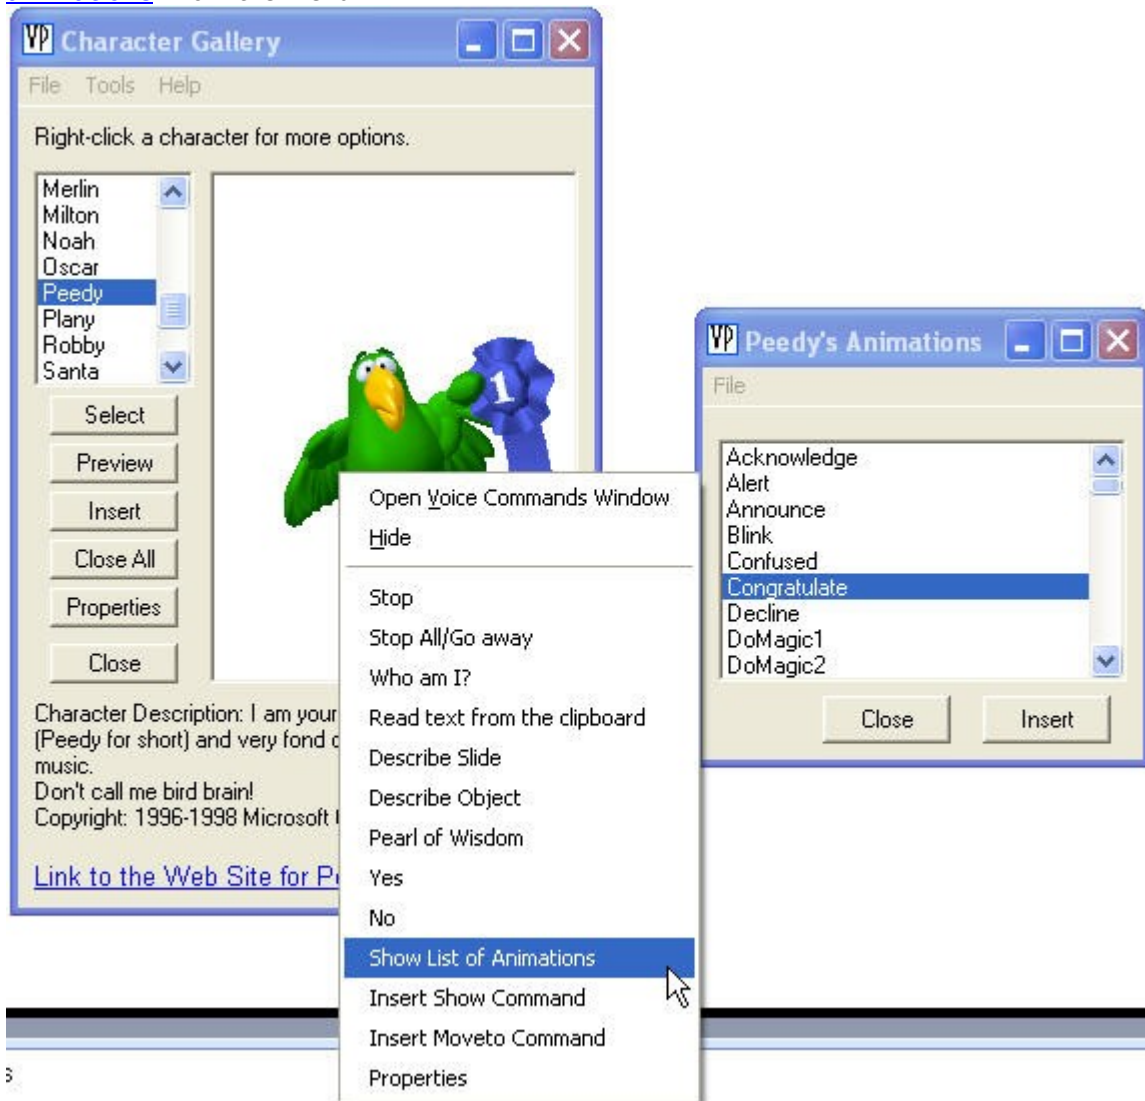 VP Character Gallery
File Tools Help
Right-click a character for more options.
Merlin
Milton
Noah
Oscar
Peedy
Plany
Robby
Santa
Select
Preview
Insert
Close All
Properties
Close
1
Character Description: I am your
(Peedy for short) and very fond
music.
Don't call me bird brain!
Copyright: 1996-1998 Microsoft
Link to the Web Site for
Open Voice Commands Window
Hide
Stop
Stop All/Go away
Who am I?
Read text from the clipboard
Describe Slide
Describe Object
Pearl of Wisdom
Yes
No
Show List of Animations
Insert Show Command
Insert Moveto Command
Properties
VP Peedy's Animations
File
Acknowledge
Alert
Announce
Blink
Confused
Congratulate
Decline
DoMagic1
DoMagic2
Close Insert
s